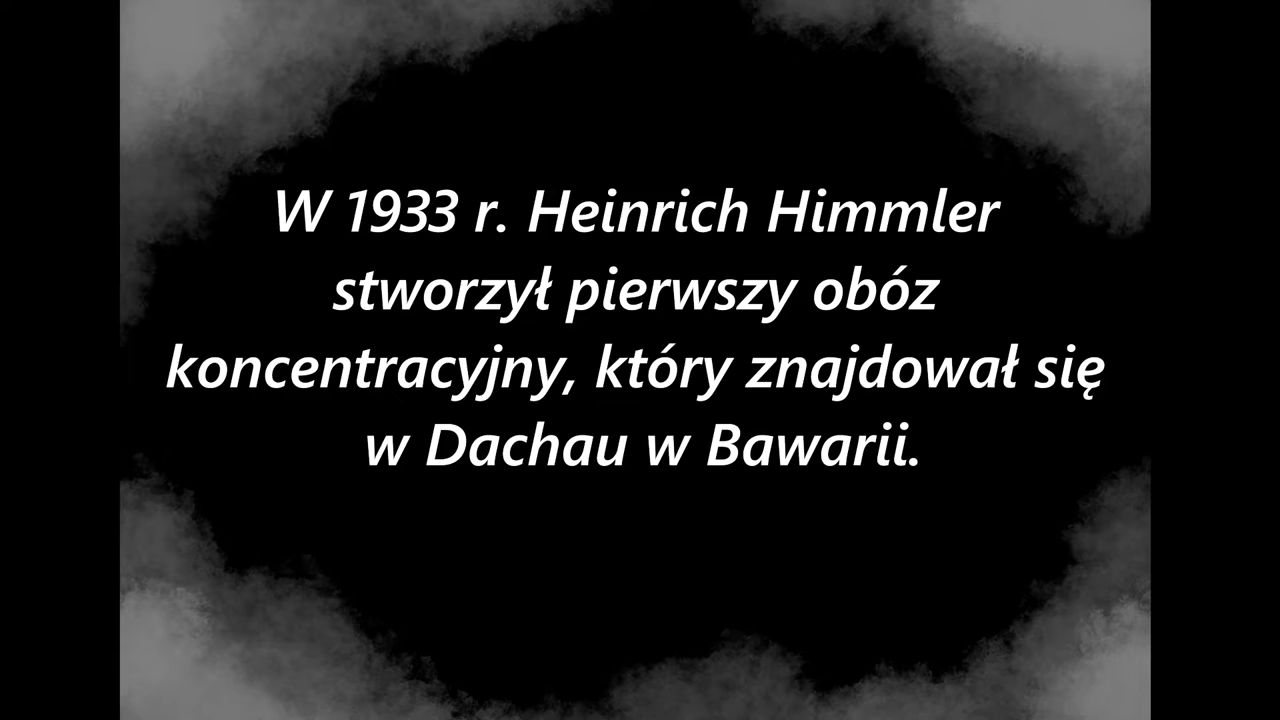 W 1933 r. Heinrich Himmler
stworzył pierwszy obóz
koncentracyjny, który znajdował się
w Dachau w Bawarii.